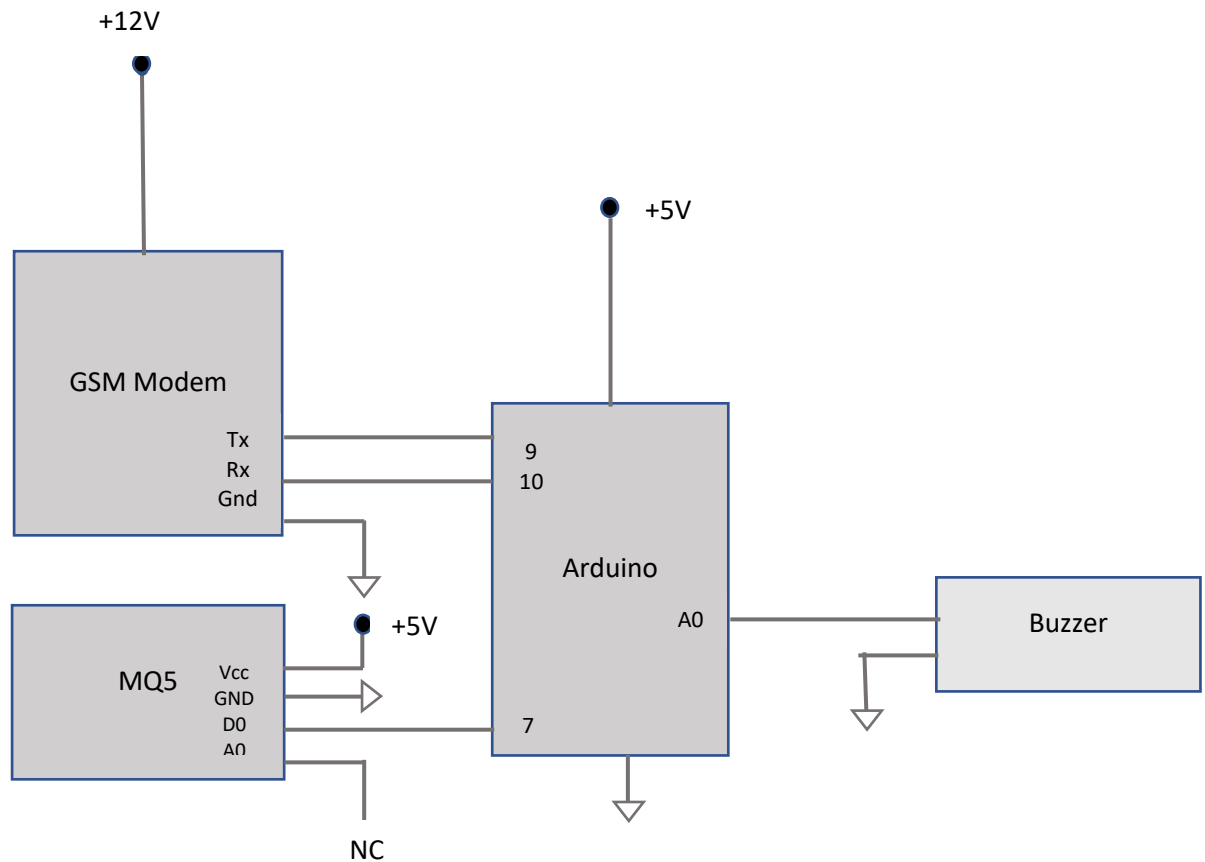 +12V
+5V
GSM Modem
Tx
Rx
Gnd
9
10
Arduino
A0
Buzzer
+5V
MQ5
Vcc
GND
D0
A0
7
NC